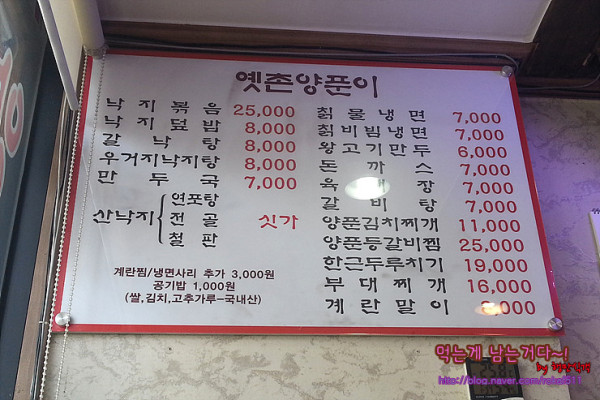 옛촌양푼이
낙지볶음 25,000
낙지덮밥 8,000
갈낙탕 8,000
우거지낙지탕 8,000
만두국 7,000
산낙지 연포탕 전골 철판 싯가
계란찜/냉면사리 추가 3,000원
공기밥 1,000원
(쌀,김치,고추가루-국내산)
칡물냉면 7,000
칡비빔냉면 7,000
왕고기만두 6,000
돈까스 7,000
육 장 7,000
갈비탕 7,000
양푼김치찌개 11,000
양푼등갈비찜 25,000
한근두루치기 19,000
부대찌개 16,000
계란말이
먹는게 남는거다~!
by
http://blog.naver.com/